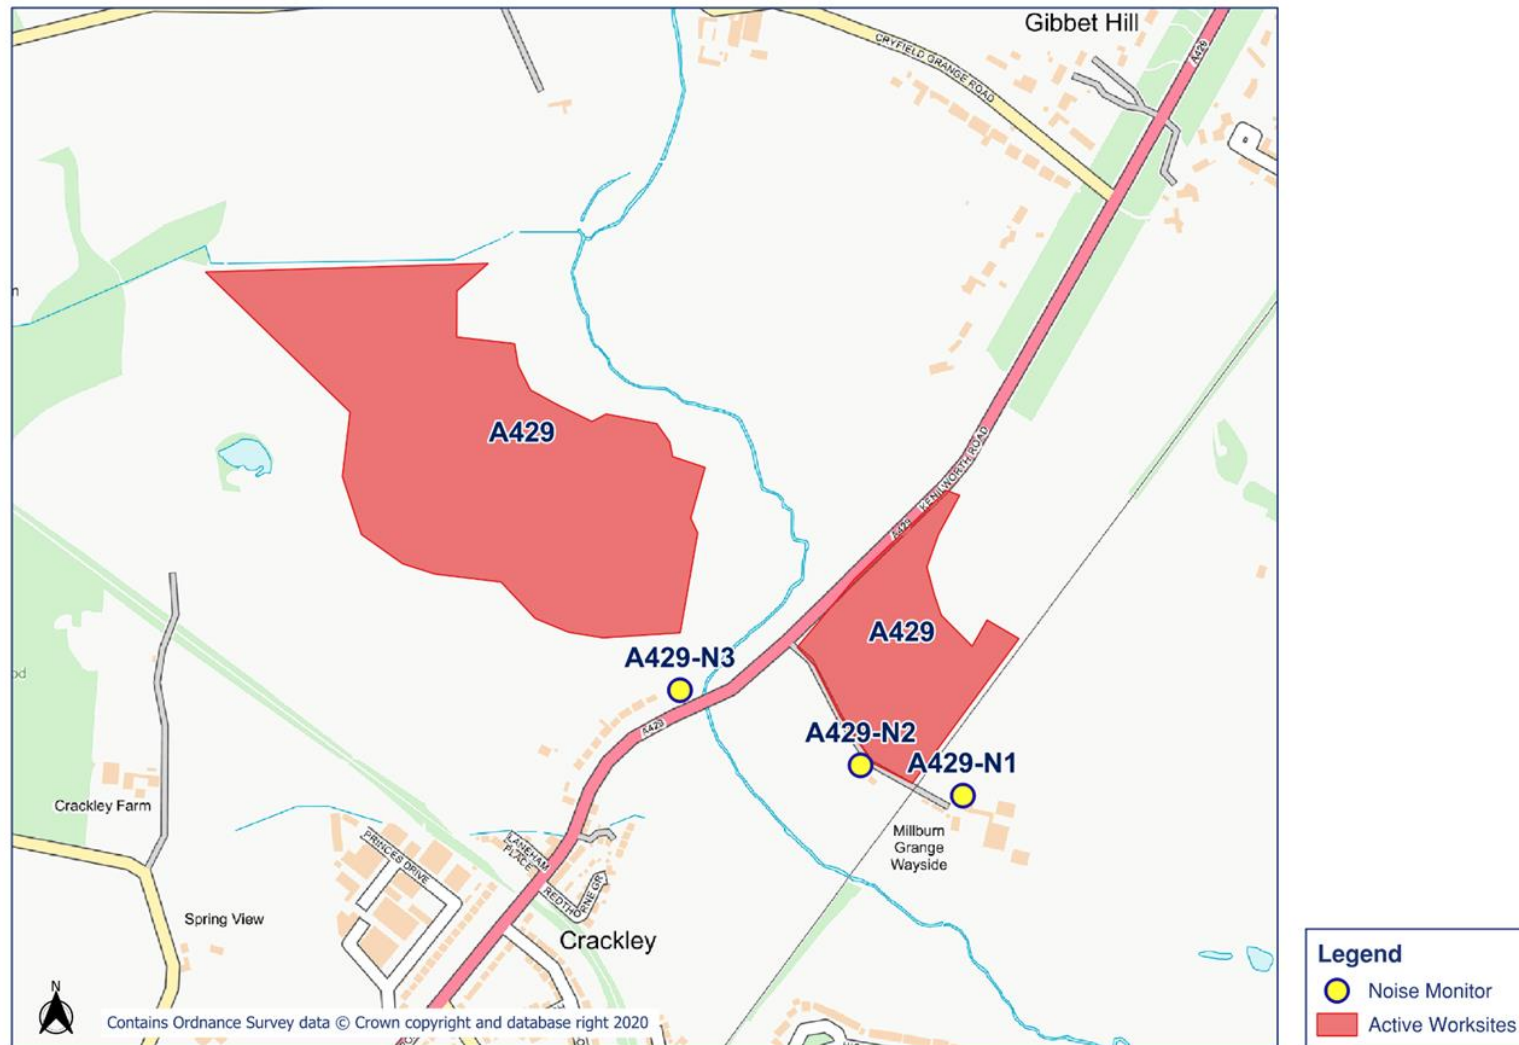 Gibbet Hill
A429
CRYFIELD GRANGE ROAD
A429
KENILWORTH ROAD
A429
A429
A429-N3
A429
A429-N2
A429-N1
Crackley Farm
Millburn
Grange
Wayside
LANEHAM
PLACE
PRINCES DRIVE
REDTHORNE GR
Spring View
Crackley
N
Contains Ordnance Survey data © Crown copyright and database right 2020
Legend
Noise Monitor
Active Worksites